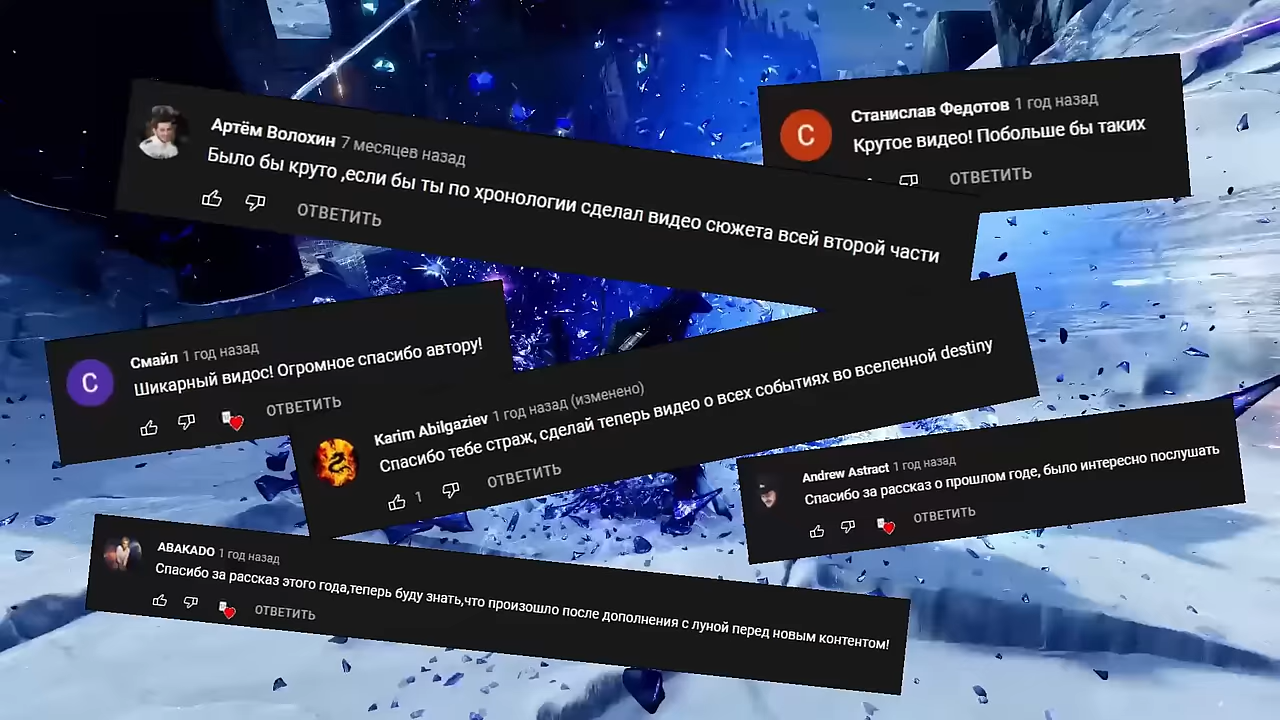 Артём Волохин 7 месяцев назад
Было бы круто ,если бы ты по хронологии сделал видео сюжета всей второй части
ОТВЕТИТЬ
С
Станислав Федотов 1 год назад
Крутое видео! Побольше бы таких
ОТВЕТИТЬ
С
Смайл 1 год назад
Шикарный видос! Огромное спасибо автору!
ОТВЕТИТЬ
Karim Abilgaziev 1 год назад (изменено)
Спасибо тебе страж, сделай теперь видео о всех событиях во вселенной destiny
1 ОТВЕТИТЬ
Andrew Astract 1 год назад
Спасибо за рассказ о прошлом годе, было интересно послушать
ОТВЕТИТЬ
ABAKADO 1 год назад
Спасибо за рассказ этого года,теперь буду знать,что произошло после дополнения с луной перед новым контентом!
ОТВЕТИТЬ